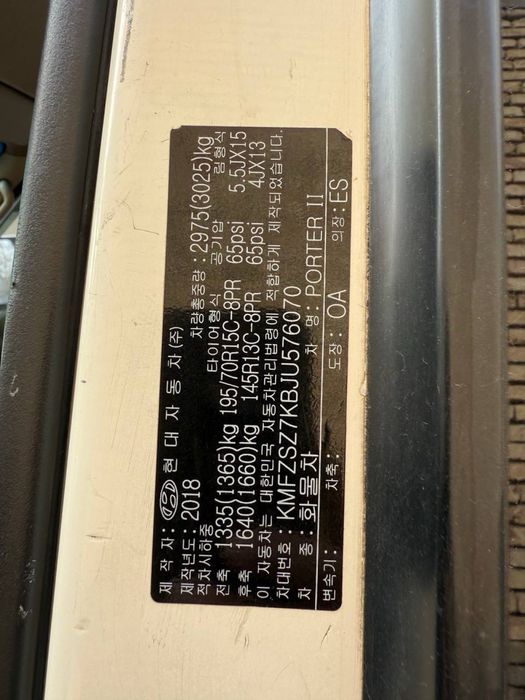 제 작 자 : 현 대 자 동 차 (주)
제작년도 : 2018 차량총중량 : 2975(3025)kg
적차시하중 타이어형식 공기압 림형식
전축 1335(1365)kg 195/70R15C-8PR 65psi 5.5JX15
후축 1640(1660)kg 145R13C-8PR 65psi 4JX13
이 자동차는 대한민국 자동차관리법령에 적합하게 제작되었습니다.
차대번호 : KMFZSZ7KBJU576070
차 종 : 화물차 차 명 : PORTER II
변속기 : 차축 : 도장 : OA 의장 : ES